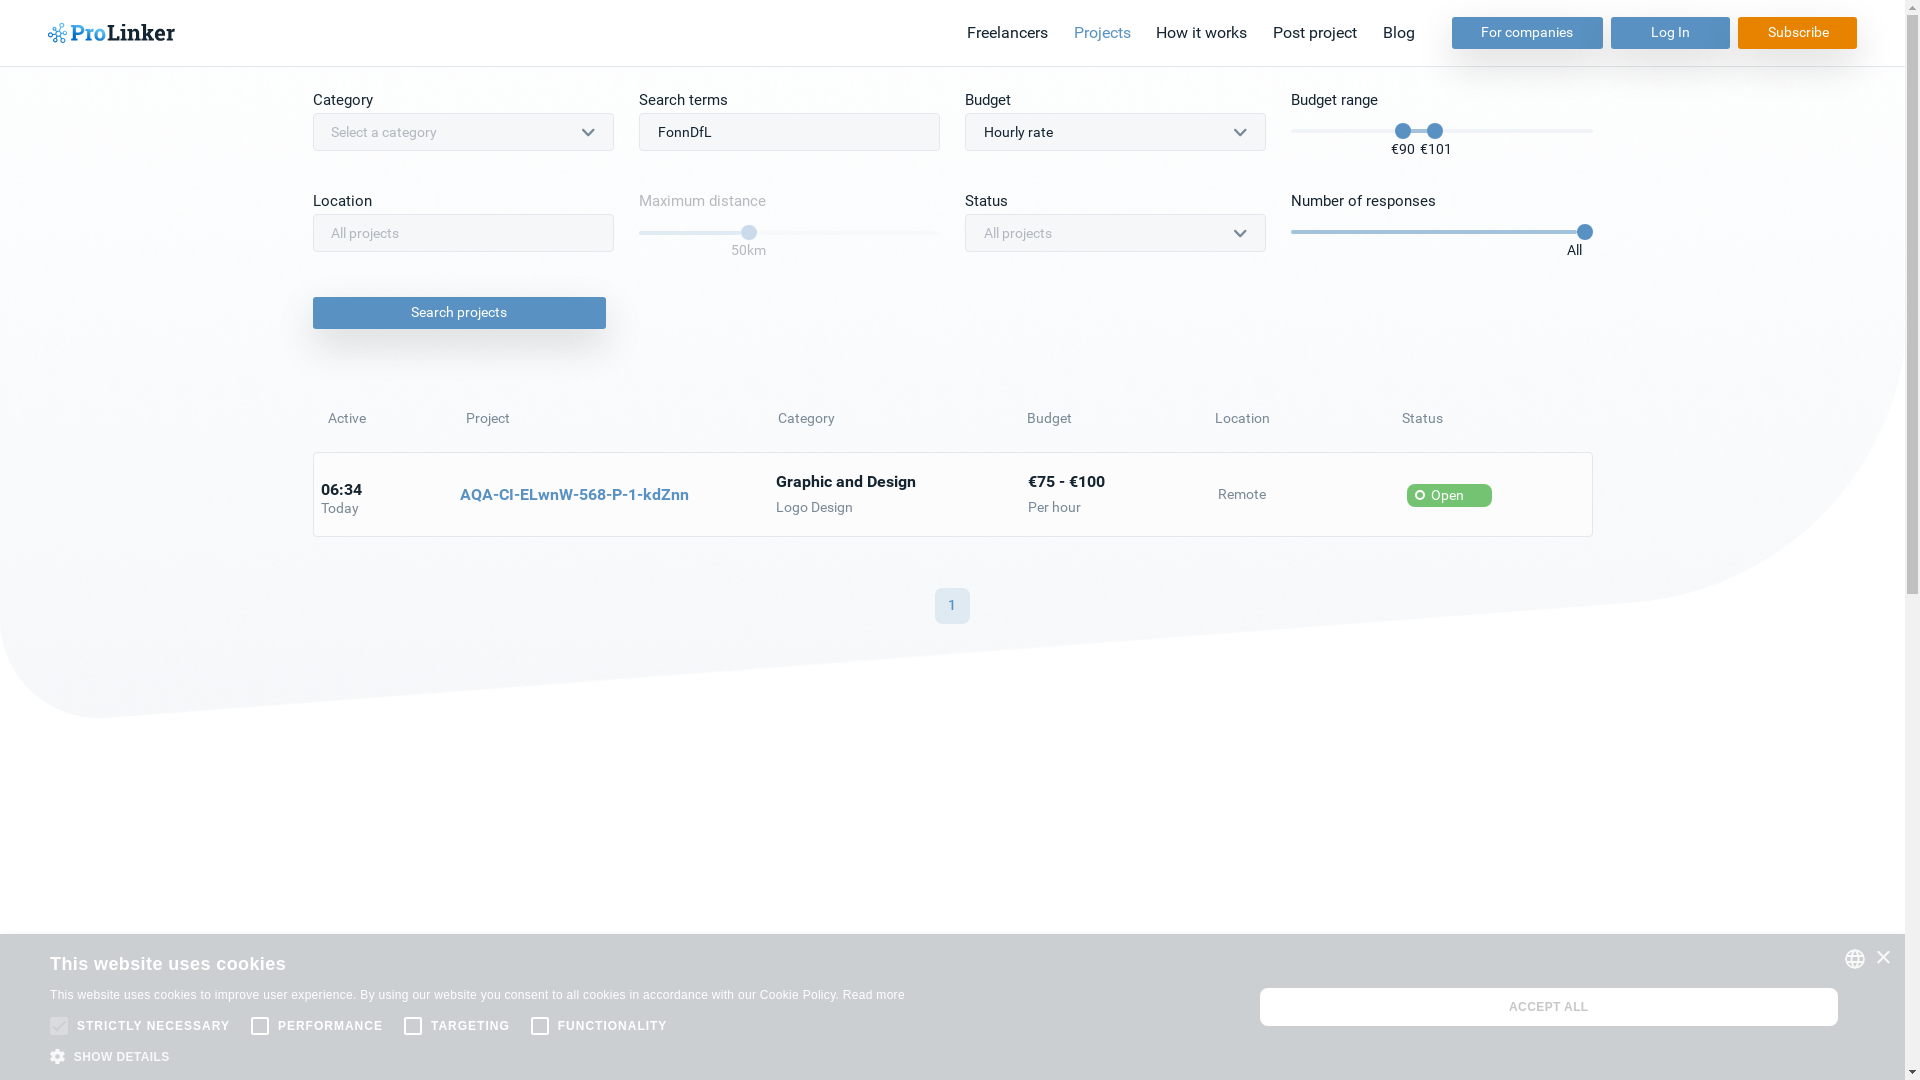 ProLinker
Freelancers Projects How it works Post project Blog For companies Log In Subscribe
Category Search terms Budget Budget range
Select a category FonnDfL Hourly rate
€90 €101
Location Maximum distance Status Number of responses
All projects All projects
50km All
Search projects
Active Project Category Budget Location Status
06:34 AQA-CI-ELwnW-568-P-1-kdZnn Graphic and Design €75 - €100 Remote Open
Today Logo Design Per hour
1
This website uses cookies
This website uses cookies to improve user experience. By using our website you consent to all cookies in accordance with our Cookie Policy. Read more
STRICTLY NECESSARY PERFORMANCE TARGETING FUNCTIONALITY
SHOW DETAILS
ACCEPT ALL